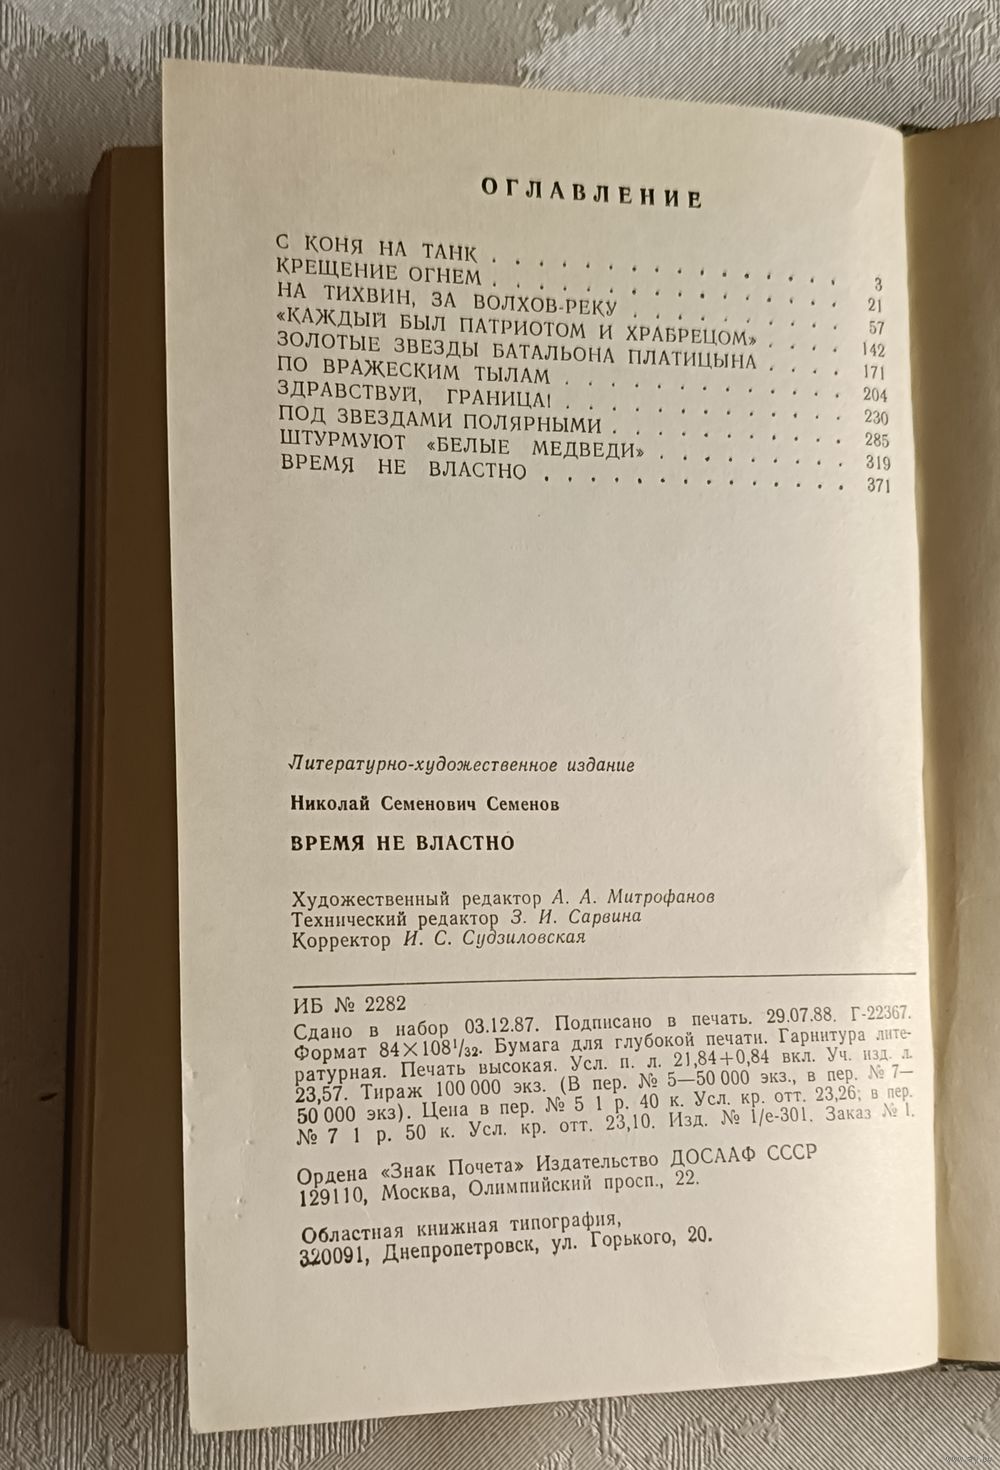 ОГЛАВЛЕНИЕ
С КОНЯ НА ТАНК . . . . . . . . . . . . . . . . 3
КРЕЩЕНИЕ ОГНЕМ . . . . . . . . . . . . . . . . 21
НА ТИХВИН, ЗА ВОЛХОВ-РЕКУ . . . . . . . . . . 57
«КАЖДЫЙ БЫЛ ПАТРИОТОМ И ХРАБРЕЦОМ» . . . . 142
ЗОЛОТЫЕ ЗВЕЗДЫ БАТАЛЬОНА ПЛАТИЦЫНА . . . . 171
ПО ВРАЖЕСКИМ ТЫЛАМ . . . . . . . . . . . . . 204
ЗДРАВСТВУЙ, ГРАНИЦА! . . . . . . . . . . . . . 230
ПОД ЗВЕЗДАМИ ПОЛЯРНЫМИ . . . . . . . . . . . 285
ШТУРМУЮТ «БЕЛЫЕ МЕДВЕДИ» . . . . . . . . . 319
ВРЕМЯ НЕ ВЛАСТНО . . . . . . . . . . . . . . 371
Литературно-художественное издание
Николай Семенович Семенов
ВРЕМЯ НЕ ВЛАСТНО
Художественный редактор А. А. Митрофанов
Технический редактор З. И. Сарвина
Корректор И. С. Судзиловская
ИБ № 2282
Сдано в набор 03.12.87. Подписано в печать. 29.07.88. Г-22367.
Формат 84×108¹/₃₂. Бумага для глубокой печати. Гарнитура лите-
ратурная. Печать высокая. Усл. п. л. 21,84+0,84 вкл. Уч. изд. л.
23,57. Тираж 100 000 экз. (В пер. № 5—50 000 экз., в пер. № 7—
50 000 экз). Цена в пер. № 5 1 р. 40 к. Усл. кр. отт. 23,26; в пер.
№ 7 1 р. 50 к. Усл. кр. отт. 23,10. Изд. № 1/е-301. Заказ № 1.
Ордена «Знак Почета» Издательство ДОСААФ СССР
129110, Москва, Олимпийский просп., 22.
Областная книжная типография,
320091, Днепропетровск, ул. Горького, 20.